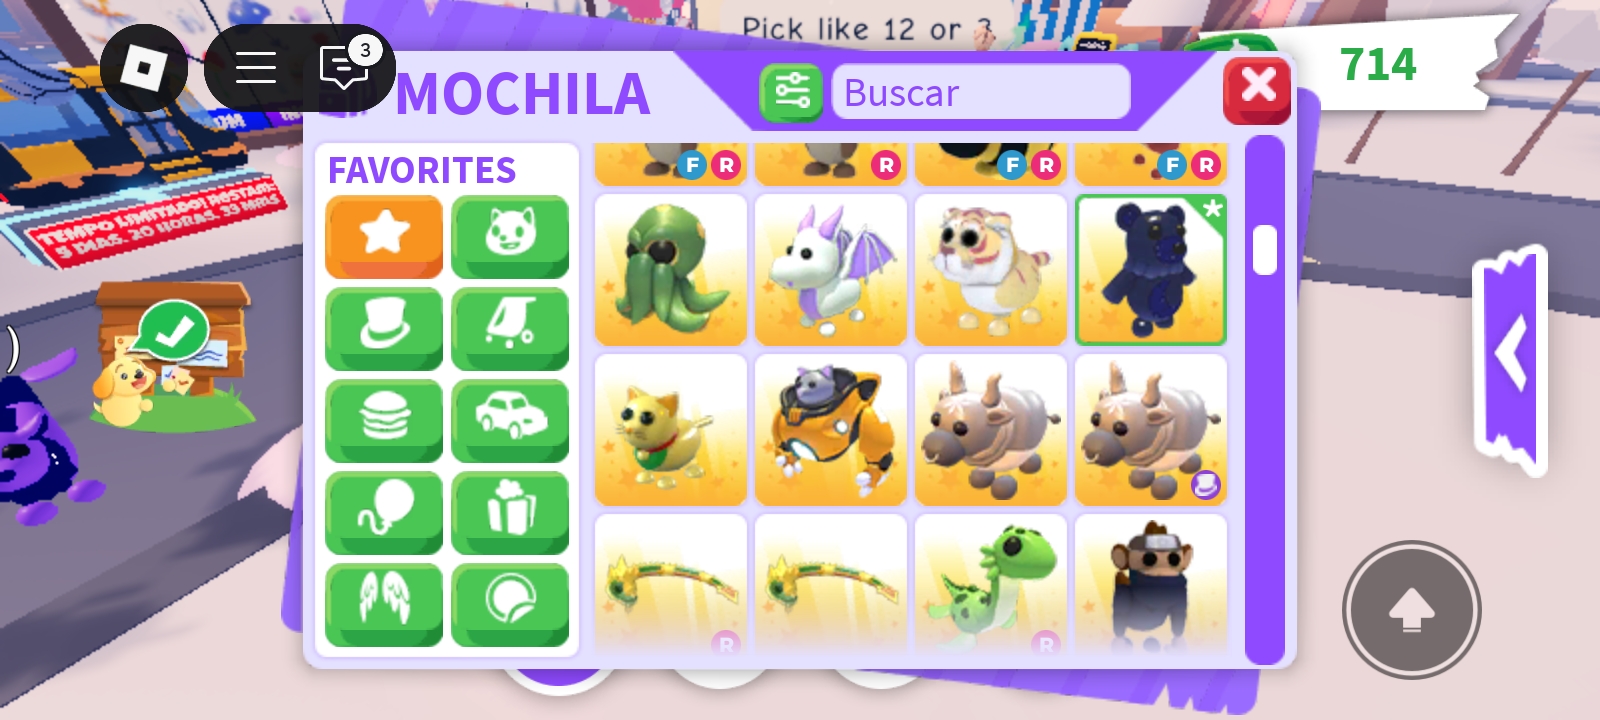 Pick like 12 or
3
MOCHILA
Buscar
714
FAVORITES
F R
R
F R
F R
TEMPO LIMITADO! RESTAM:
5 DIAS, 20 HORAS, 33 MINS
)
R
R